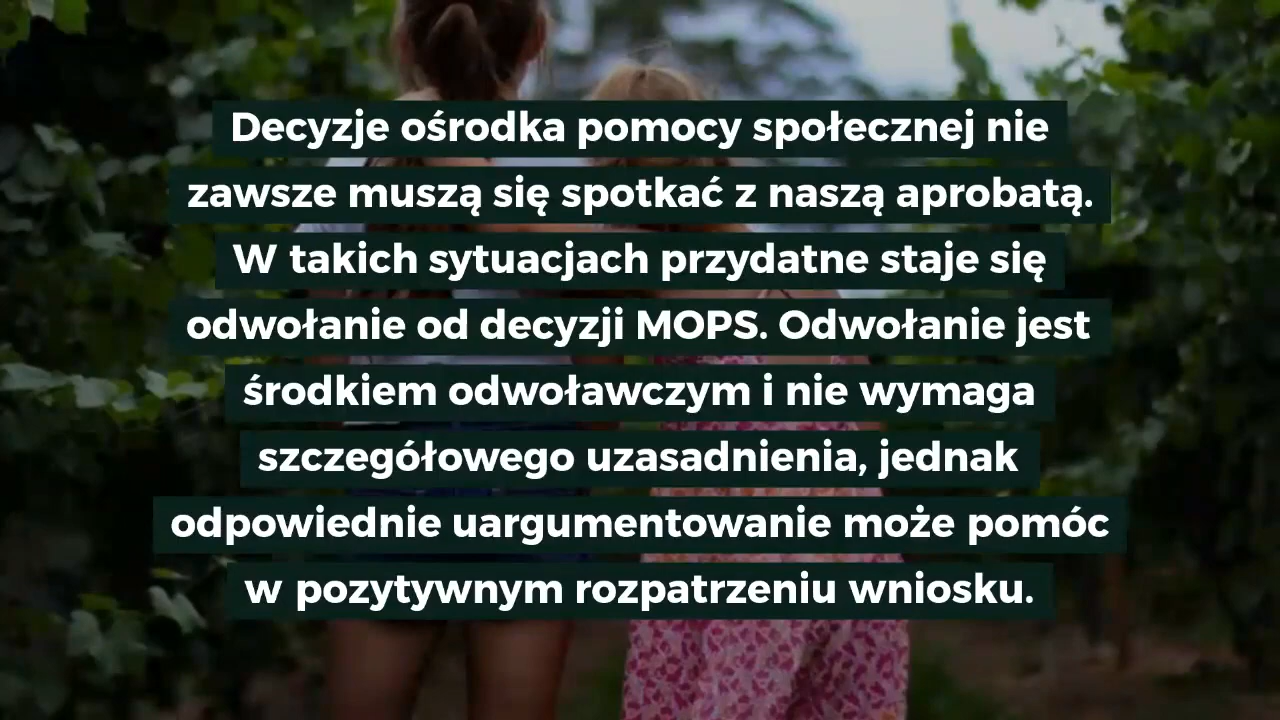 Decyzje ośrodka pomocy społecznej nie
zawsze muszą się spotkać z naszą aprobatą.
W takich sytuacjach przydatne staje się
odwołanie od decyzji MOPS. Odwołanie jest
środkiem odwoławczym i nie wymaga
szczegółowego uzasadnienia, jednak
odpowiednie uargumentowanie może pomóc
w pozytywnym rozpatrzeniu wniosku.